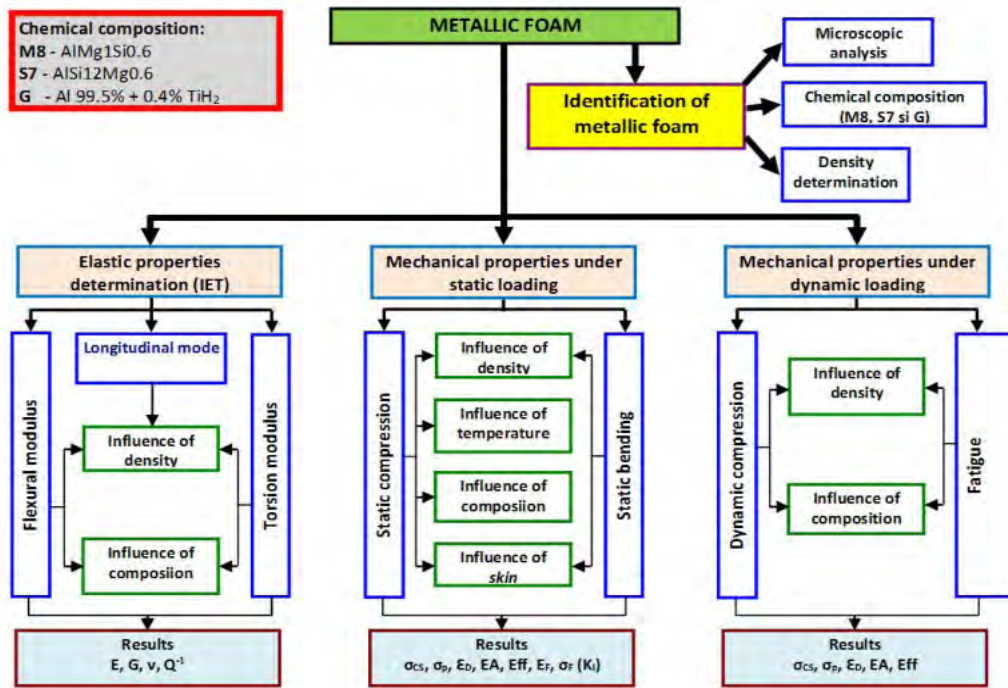 Chemical composition:
M8 - AlMg1Si0.6
S7 - AlSi12Mg0.6
G - Al 99.5% + 0.4% TiH₂
METALLIC FOAM
Identification of
metallic foam
Microscopic
analysis
Chemical composition
(M8, S7 si G)
Density
determination
Elastic properties
determination (IET)
Flexural modulus
Longitudinal mode
Influence of
density
Influence of
composiion
Torsion modulus
Results
E, G, ν, Q⁻¹
Mechanical properties under
static loading
Static compression
Influence of
density
Influence of
temperature
Influence of
composiion
Influence of
skin
Static bending
Results
σCS, σp, εD, EA, Eff, EF, σF (KI)
Mechanical properties under
dynamic loading
Dynamic compression
Influence of
density
Influence of
composition
Fatigue
Results
σCS, σp, εD, EA, Eff